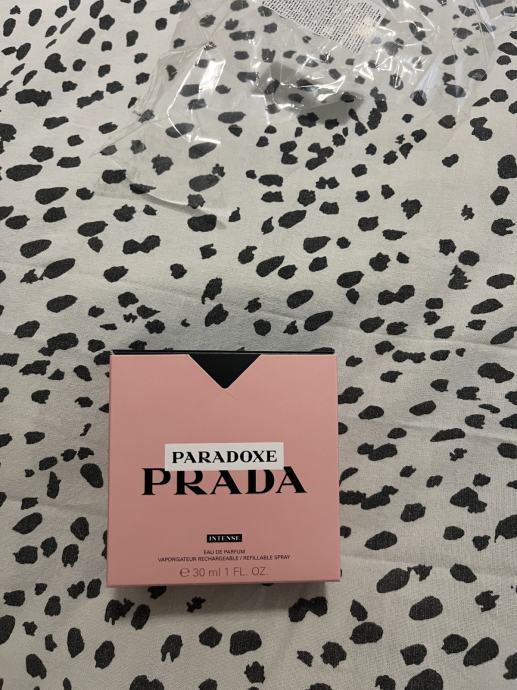 PARADOXE
PRADA
INTENSE
EAU DE PARFUM
VAPORISATEUR RECHARGEABLE / REFILLABLE SPRAY
℮ 30 ml 1 FL. OZ.